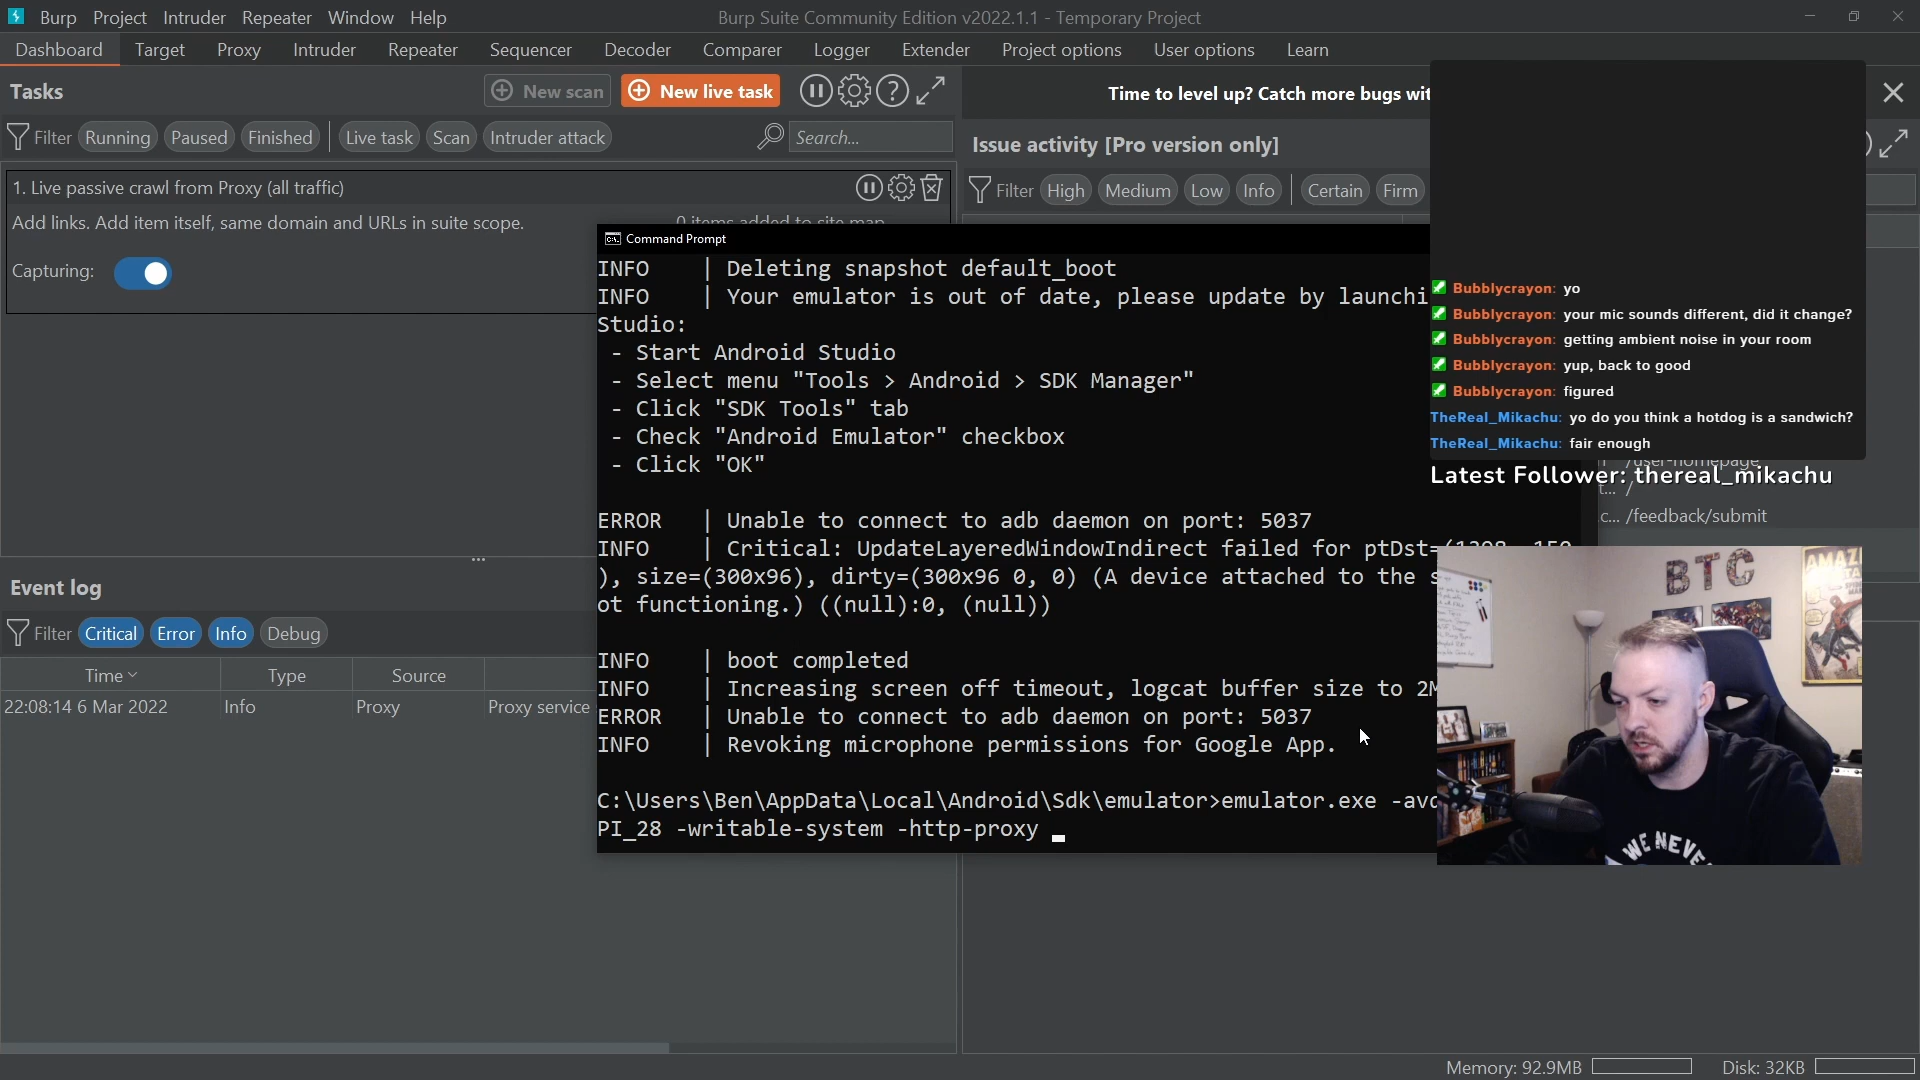 Burp Project Intruder Repeater Window Help
Burp Suite Community Edition v2022.1.1 - Temporary Project
Dashboard Target Proxy Intruder Repeater Sequencer Decoder Comparer Logger Extender Project options User options Learn
Tasks
New scan
New live task
Filter Running Paused Finished Live task Scan Intruder attack
Search...
1. Live passive crawl from Proxy (all traffic)
Add links. Add item itself, same domain and URLs in suite scope.
0 items added to site map
Capturing:
Time to level up? Catch more bugs wit
Issue activity [Pro version only]
Filter High Medium Low Info Certain Firm
/user-homepage
t... /
c... /feedback/submit
Event log
Filter Critical Error Info Debug
Time Type Source
22:08:14 6 Mar 2022 Info Proxy Proxy service
Command Prompt
INFO | Deleting snapshot default_boot
INFO | Your emulator is out of date, please update by launchi
Studio:
- Start Android Studio
- Select menu "Tools > Android > SDK Manager"
- Click "SDK Tools" tab
- Check "Android Emulator" checkbox
- Click "OK"
ERROR | Unable to connect to adb daemon on port: 5037
INFO | Critical: UpdateLayeredWindowIndirect failed for ptDst=
), size=(300x96), dirty=(300x96 0, 0) (A device attached to the s
ot functioning.) ((null):0, (null))
INFO | boot completed
INFO | Increasing screen off timeout, logcat buffer size to 2M
ERROR | Unable to connect to adb daemon on port: 5037
INFO | Revoking microphone permissions for Google App.
C:\Users\Ben\AppData\Local\Android\Sdk\emulator>emulator.exe -avd
PI_28 -writable-system -http-proxy
Bubblycrayon: yo
Bubblycrayon: your mic sounds different, did it change?
Bubblycrayon: getting ambient noise in your room
Bubblycrayon: yup, back to good
Bubblycrayon: figured
TheReal_Mikachu: yo do you think a hotdog is a sandwich?
TheReal_Mikachu: fair enough
Latest Follower: thereal_mikachu
BTC
AMAZ
WE NEVE
Memory: 92.9MB
Disk: 32KB